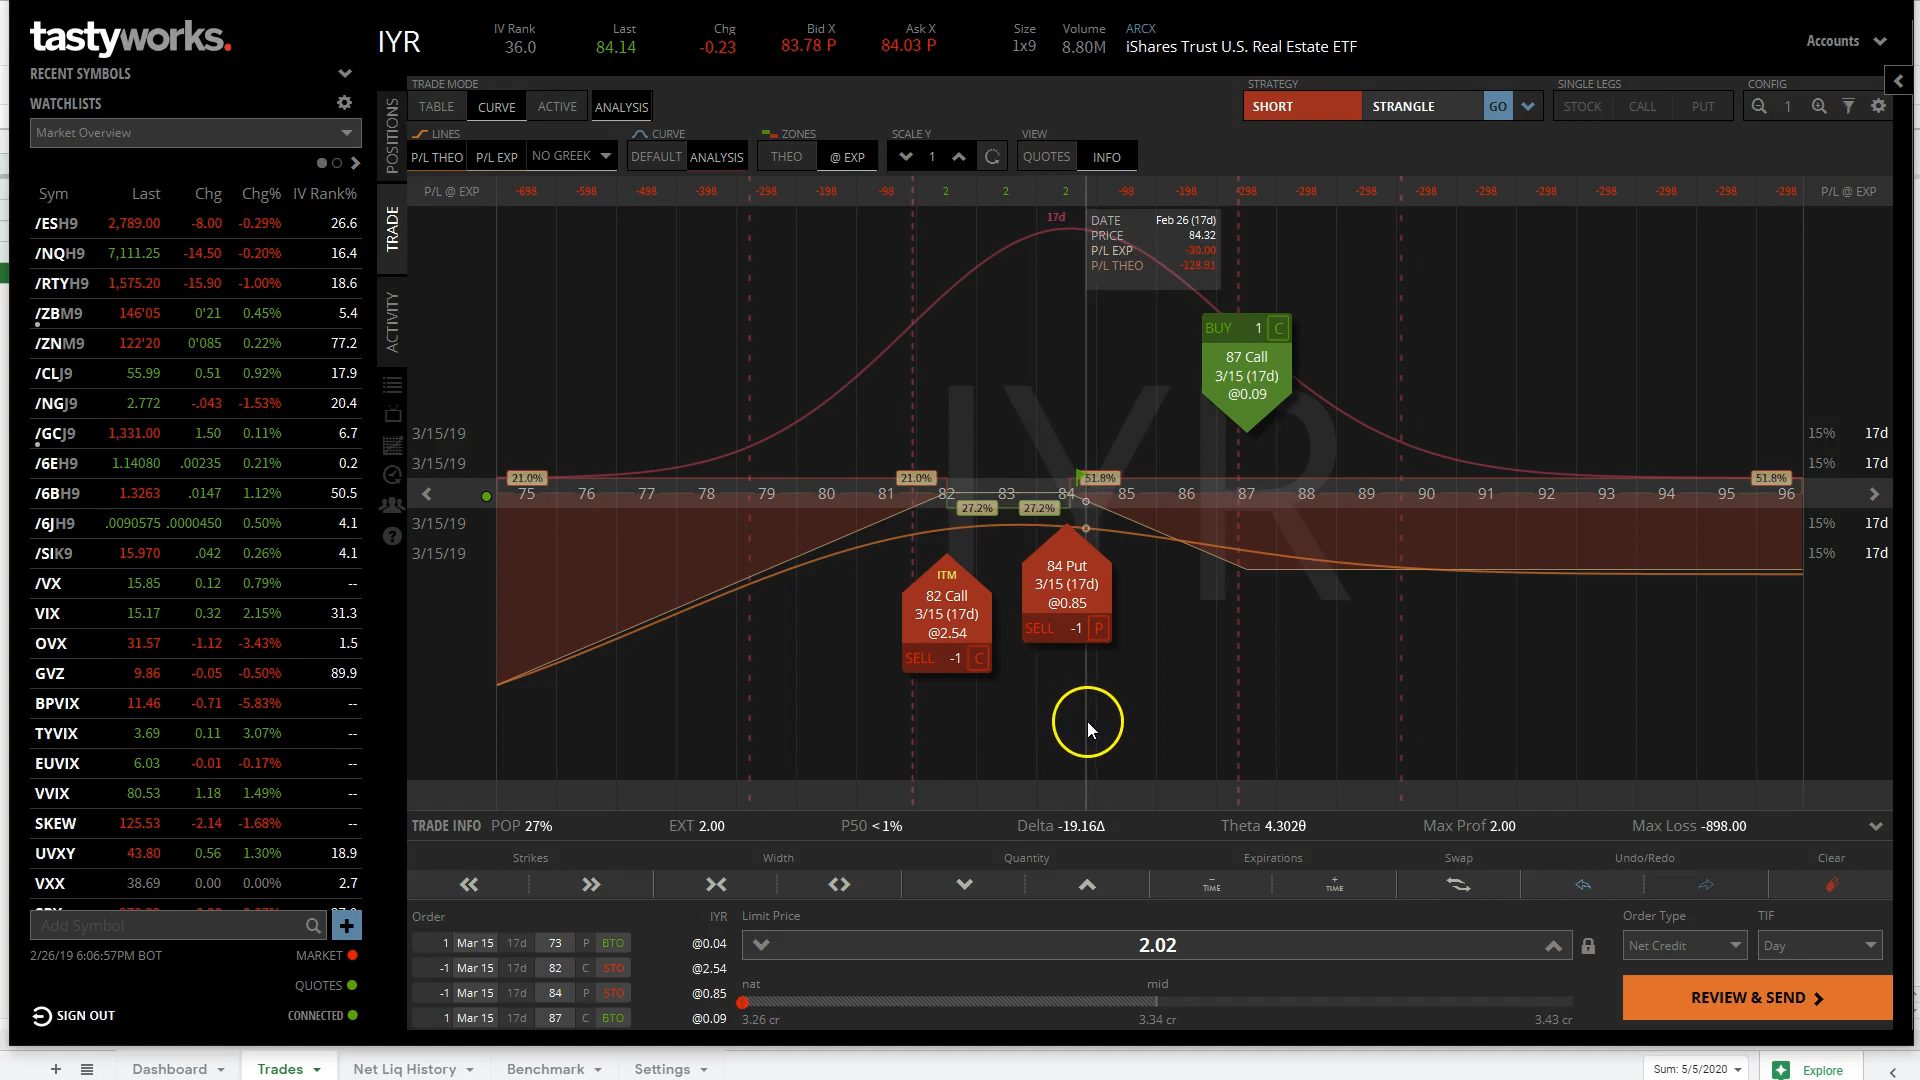 tastyworks.
RECENT SYMBOLS
WATCHLISTS
Market Overview
Sym Last Chg Chg% IV Rank%
/ESH9 2,789.00 -8.00 -0.29% 26.6
/NQH9 7,111.25 -14.50 -0.20% 16.4
/RTYH9 1,575.20 -15.90 -1.00% 18.6
/ZBM9 146'05 0'21 0.45% 5.4
/ZNM9 122'20 0'085 0.22% 77.2
/CLJ9 55.99 0.51 0.92% 17.9
/NGJ9 2.772 -.043 -1.53% 20.4
/GCJ9 1,331.00 1.50 0.11% 6.7
/6EH9 1.14080 .00235 0.21% 0.2
/6BH9 1.3263 .0147 1.12% 50.5
/6JH9 .0090575 .0000450 0.50% 4.1
/SIK9 15.970 .042 0.26% 4.1
/VX 15.85 0.12 0.79% --
VIX 15.17 0.32 2.15% 31.3
OVX 31.57 -1.12 -3.43% 1.5
GVZ 9.86 -0.05 -0.50% 89.9
BPVIX 11.46 -0.71 -5.83% --
TYVIX 3.69 0.11 3.07% --
EUVIX 6.03 -0.01 -0.17% --
VVIX 80.53 1.18 1.49% --
SKEW 125.53 -2.14 -1.68% --
UVXY 43.80 0.56 1.30% 18.9
VXX 38.69 0.00 0.00% 2.7
Add Symbol
2/26/19 6:06:57PM BOT MARKET
QUOTES
SIGN OUT CONNECTED
IYR
IV Rank Last Chg Bid X Ask X Size Volume ARCX
36.0 84.14 -0.23 83.78 P 84.03 P 1x9 8.80M iShares Trust U.S. Real Estate ETF
Accounts
POSITIONS
TRADE
ACTIVITY
TRADE MODE STRATEGY SINGLE LEGS CONFIG
TABLE CURVE ACTIVE ANALYSIS SHORT STRANGLE GO STOCK CALL PUT 1
LINES CURVE ZONES SCALE Y VIEW
P/L THEO P/L EXP NO GREEK DEFAULT ANALYSIS THEO @ EXP 1 QUOTES INFO
P/L @ EXP -698 -598 -498 -398 -298 -198 -98 2 2 2 -98 -198 -298 -298 -298 -298 -298 -298 -298 -298 -298 -298 P/L @ EXP
17d
DATE Feb 26 (17d)
PRICE 84.32
P/L EXP -30.00
P/L THEO -128.81
IYR
BUY 1 C
87 Call
3/15 (17d)
@0.09
3/15/19 15% 17d
3/15/19 15% 17d
21.0% 21.0% 51.8% 51.8%
75 76 77 78 79 80 81 82 83 84 85 86 87 88 89 90 91 92 93 94 95 96
27.2% 27.2%
3/15/19 15% 17d
3/15/19 15% 17d
ITM
82 Call
3/15 (17d)
@2.54
SELL -1 C
84 Put
3/15 (17d)
@0.85
SELL -1 P
TRADE INFO POP 27% EXT 2.00 P50 <1% Delta -19.16Δ Theta 4.302θ Max Prof 2.00 Max Loss -898.00
Strikes Width Quantity Expirations Swap Undo/Redo Clear
- TIME + TIME
Order IYR Limit Price Order Type TIF
1 Mar 15 17d 73 P BTO @0.04
-1 Mar 15 17d 82 C STO @2.54
-1 Mar 15 17d 84 P STO @0.85
1 Mar 15 17d 87 C BTO @0.09
2.02
Net Credit Day
nat mid
3.26 cr 3.34 cr 3.43 cr
REVIEW & SEND
Dashboard Trades Net Liq History Benchmark Settings Sum: 5/5/2020 Explore